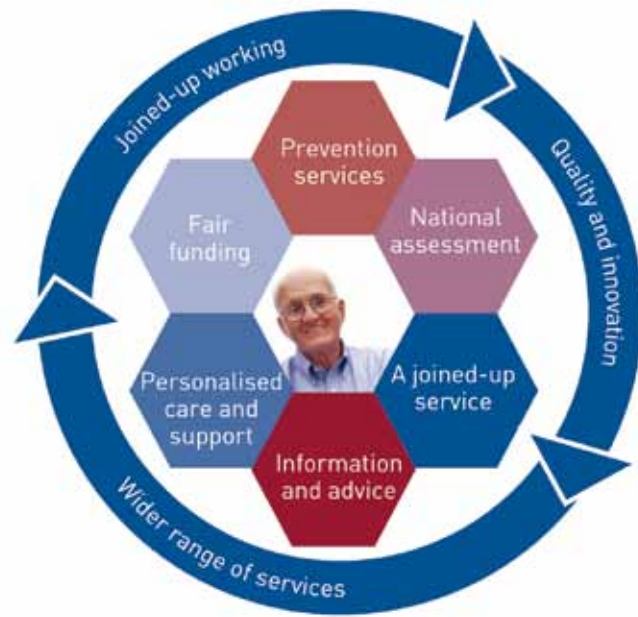 Joined-up working
Quality and innovation
Wider range of services
Prevention
services
National
assessment
A joined-up
service
Information
and advice
Personalised
care and
support
Fair
funding